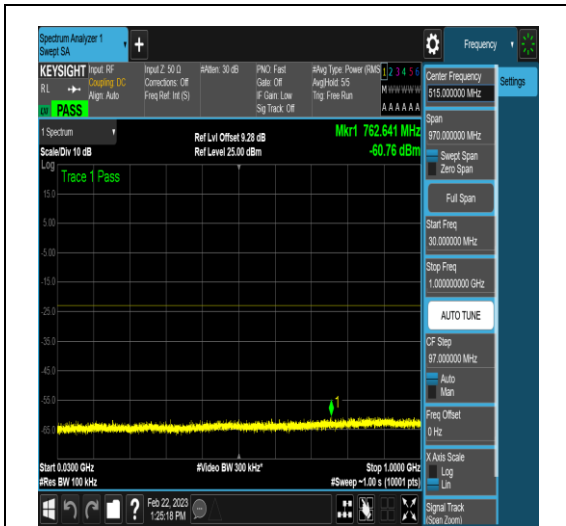 Spectrum Analyzer 1
Swept SA
Frequency
KEYSIGHT
RL
Input: RF
Coupling: DC
Align: Auto
Input Z: 50 Ω
Corrections: Off
Freq Ref: Int (S)
#Atten: 30 dB
PNO: Fast
Gate: Off
IF Gain: Low
Sig Track: Off
#Avg Type: Power (RMS
Avg|Hold: 5/5
Trig: Free Run
1 2 3 4 5 6
M W W W W W
A A A A A A
PASS
1 Spectrum
Scale/Div 10 dB
Ref Lvl Offset 9.28 dB
Ref Level 25.00 dBm
Mkr1 762.641 MHz
-60.76 dBm
Log
Trace 1 Pass
15.0
5.00
-5.00
-15.0
-25.0
-35.0
-45.0
-55.0
-65.0
1
Start 0.0300 GHz
#Res BW 100 kHz
#Video BW 300 kHz*
Stop 1.0000 GHz
#Sweep ~1.00 s (10001 pts)
Feb 22, 2023
1:25:18 PM
Settings
Center Frequency
515.000000 MHz
Span
970.000000 MHz
Swept Span
Zero Span
Full Span
Start Freq
30.000000 MHz
Stop Freq
1.000000000 GHz
AUTO TUNE
CF Step
97.000000 MHz
Auto
Man
Freq Offset
0 Hz
X Axis Scale
Log
Lin
Signal Track
(Span Zoom)